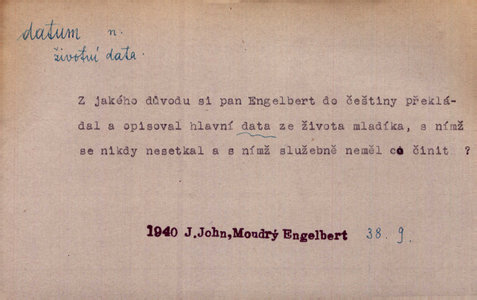 datum n.
životní data.
Z jakého důvodu si pan Engelbert do češtiny překlá-
dal a opisoval hlavní data ze života mladíka, s nímž
se nikdy nesetkal a s nímž služebně neměl co činit ?
1940 J.John,Moudrý Engelbert 38. 9.